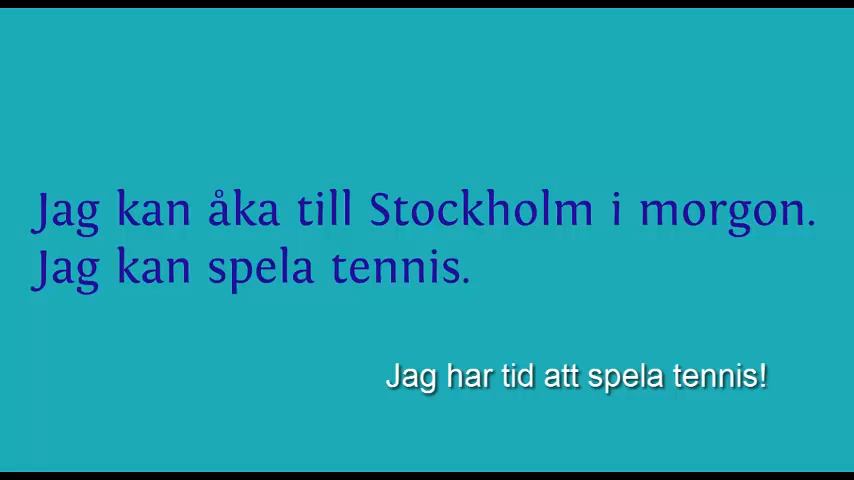 Jag kan åka till Stockholm i morgon.
Jag kan spela tennis.
Jag har tid att spela tennis!